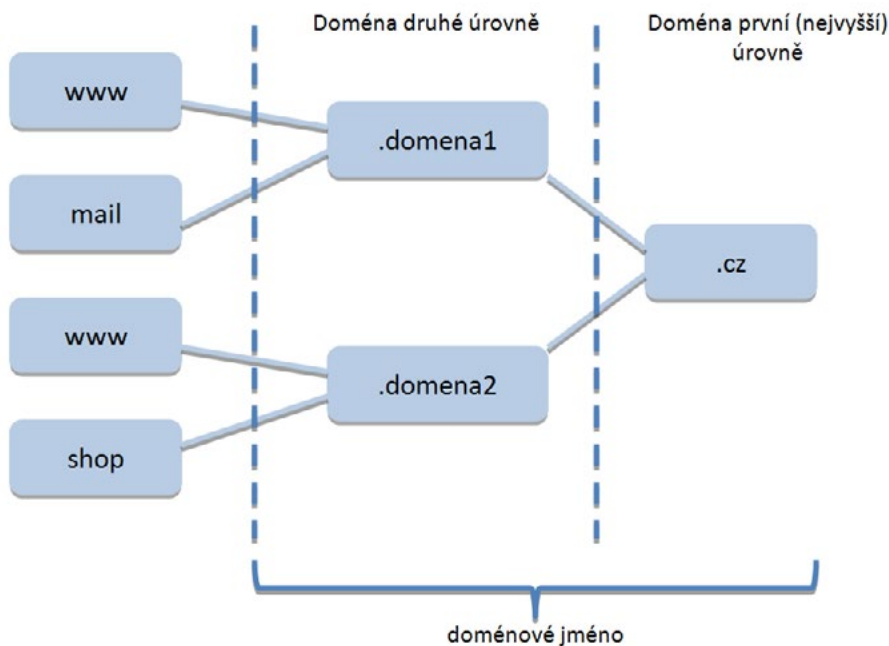 Doména druhé úrovně
Doména první (nejvyšší)
úrovně
www
.domena1
mail
.cz
www
.domena2
shop
doménové jméno